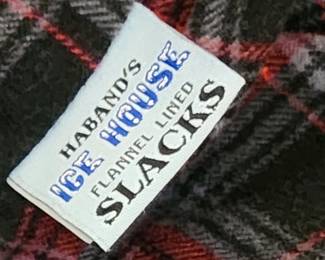 HABAND'S
ICE HOUSE
FLANNEL LINED
SLACKS